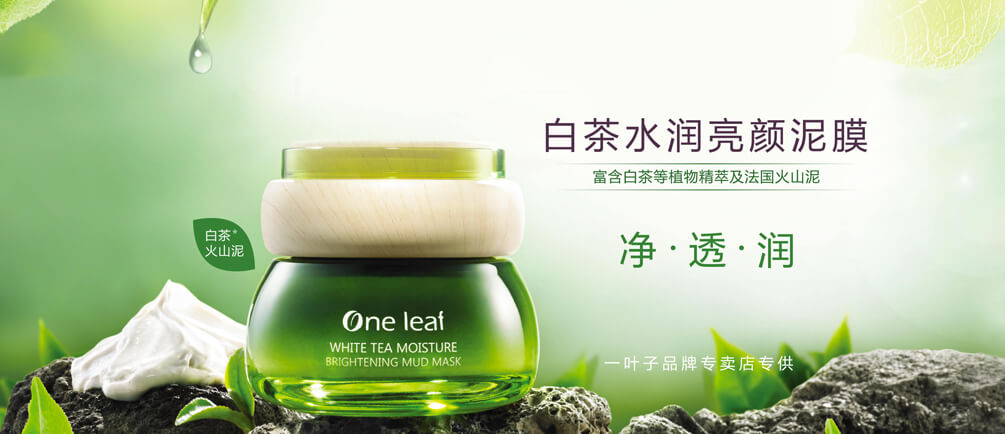 白茶水润亮颜泥膜
富含白茶等植物精萃及法国火山泥
净·透·润
白茶*
火山泥
One leaf
WHITE TEA MOISTURE
BRIGHTENING MUD MASK
一叶子品牌专卖店专供